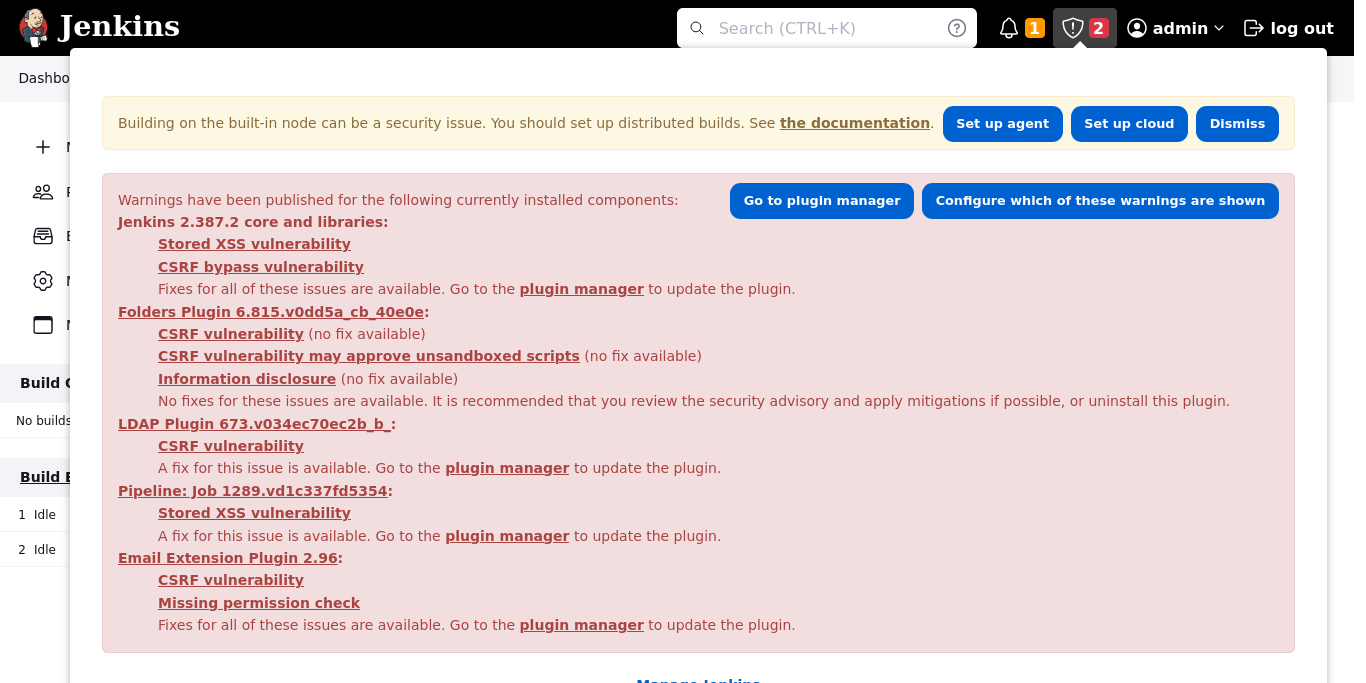 Jenkins
Search (CTRL+K)
1
2
admin
log out
Dashbo
Building on the built-in node can be a security issue. You should set up distributed builds. See the documentation.
Set up agent
Set up cloud
Dismiss
Warnings have been published for the following currently installed components:
Go to plugin manager
Configure which of these warnings are shown
Jenkins 2.387.2 core and libraries:
Stored XSS vulnerability
CSRF bypass vulnerability
Fixes for all of these issues are available. Go to the plugin manager to update the plugin.
Folders Plugin 6.815.v0dd5a_cb_40e0e:
CSRF vulnerability (no fix available)
CSRF vulnerability may approve unsandboxed scripts (no fix available)
Information disclosure (no fix available)
No fixes for these issues are available. It is recommended that you review the security advisory and apply mitigations if possible, or uninstall this plugin.
LDAP Plugin 673.v034ec70ec2b_b_:
CSRF vulnerability
A fix for this issue is available. Go to the plugin manager to update the plugin.
Pipeline: Job 1289.vd1c337fd5354:
Stored XSS vulnerability
A fix for this issue is available. Go to the plugin manager to update the plugin.
Email Extension Plugin 2.96:
CSRF vulnerability
Missing permission check
Fixes for all of these issues are available. Go to the plugin manager to update the plugin.
Build
No builds
Build
1 Idle
2 Idle
Manage Jenkins